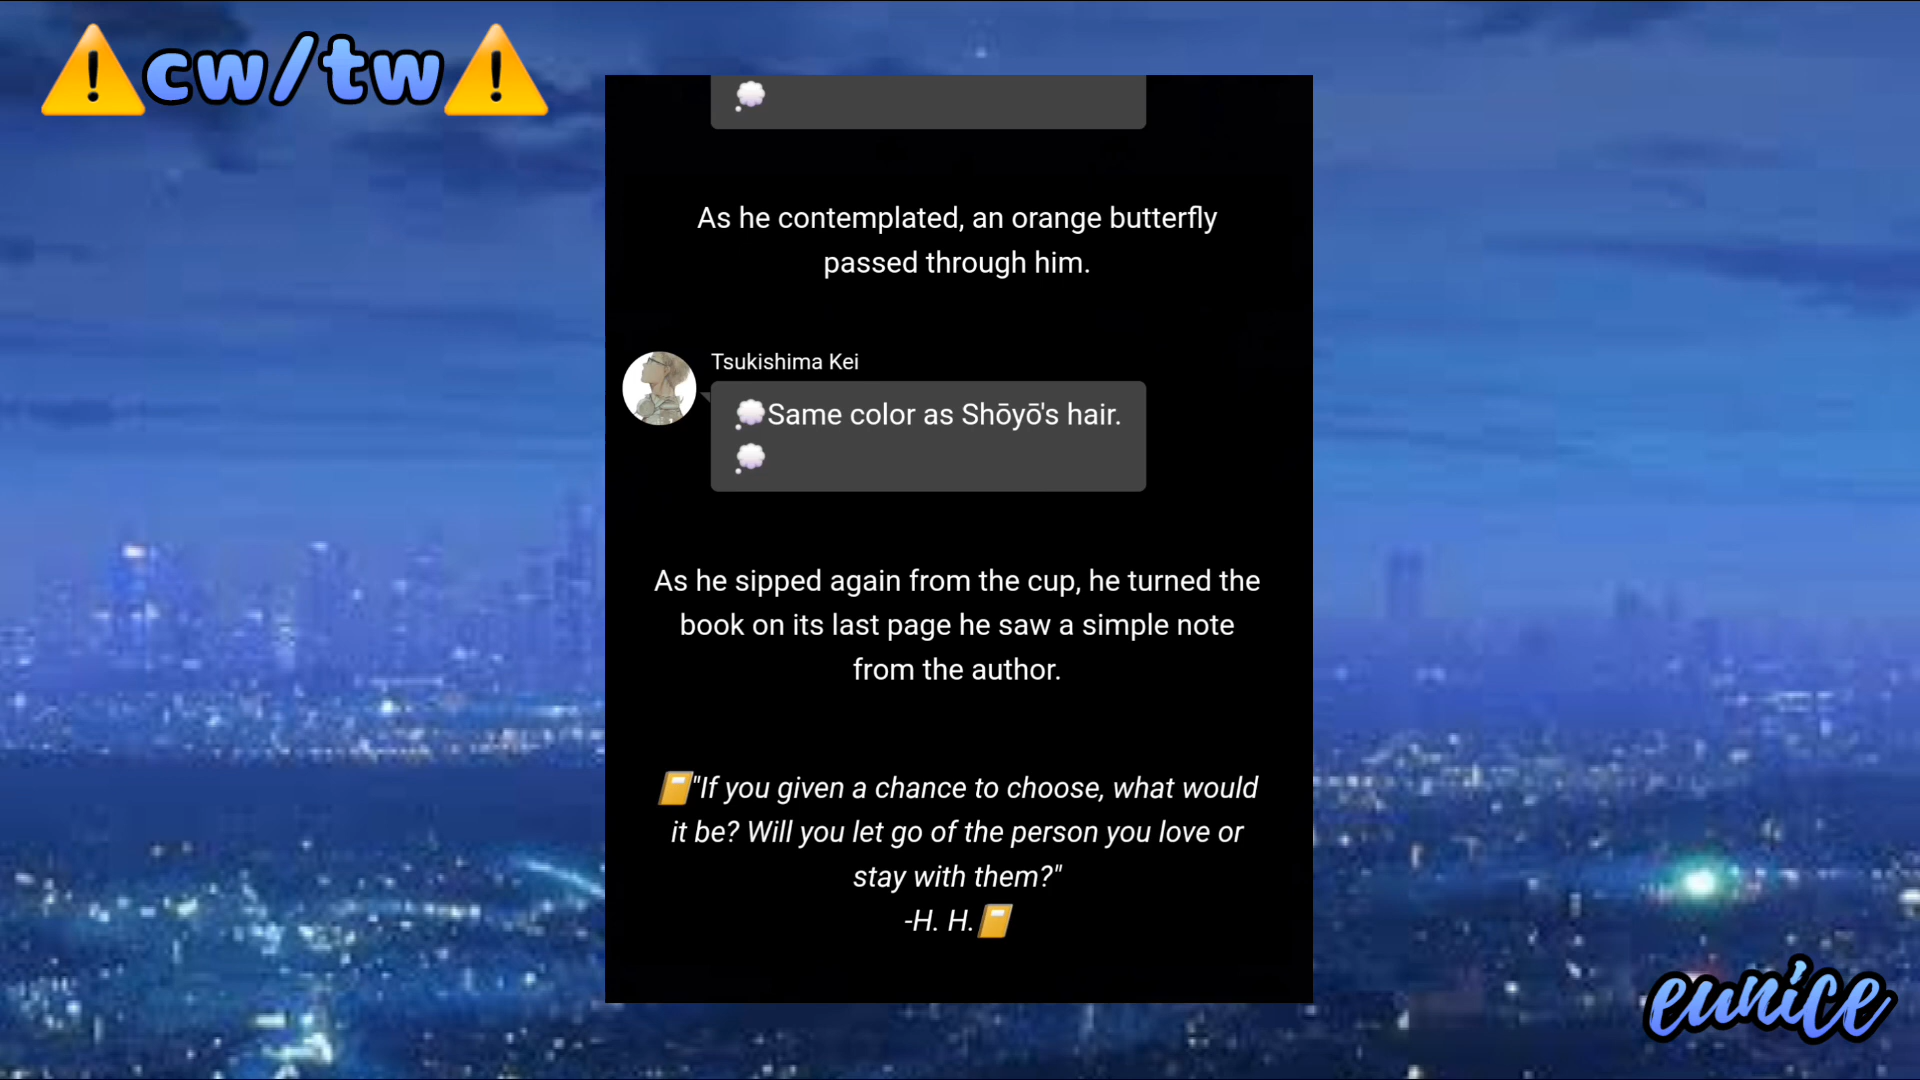 ⚠️cw/tw⚠️
💭
As he contemplated, an orange butterfly
passed through him.
Tsukishima Kei
💭Same color as Shōyō's hair.
💭
As he sipped again from the cup, he turned the
book on its last page he saw a simple note
from the author.
📒"If you given a chance to choose, what would
it be? Will you let go of the person you love or
stay with them?"
-H. H.📒
eunice